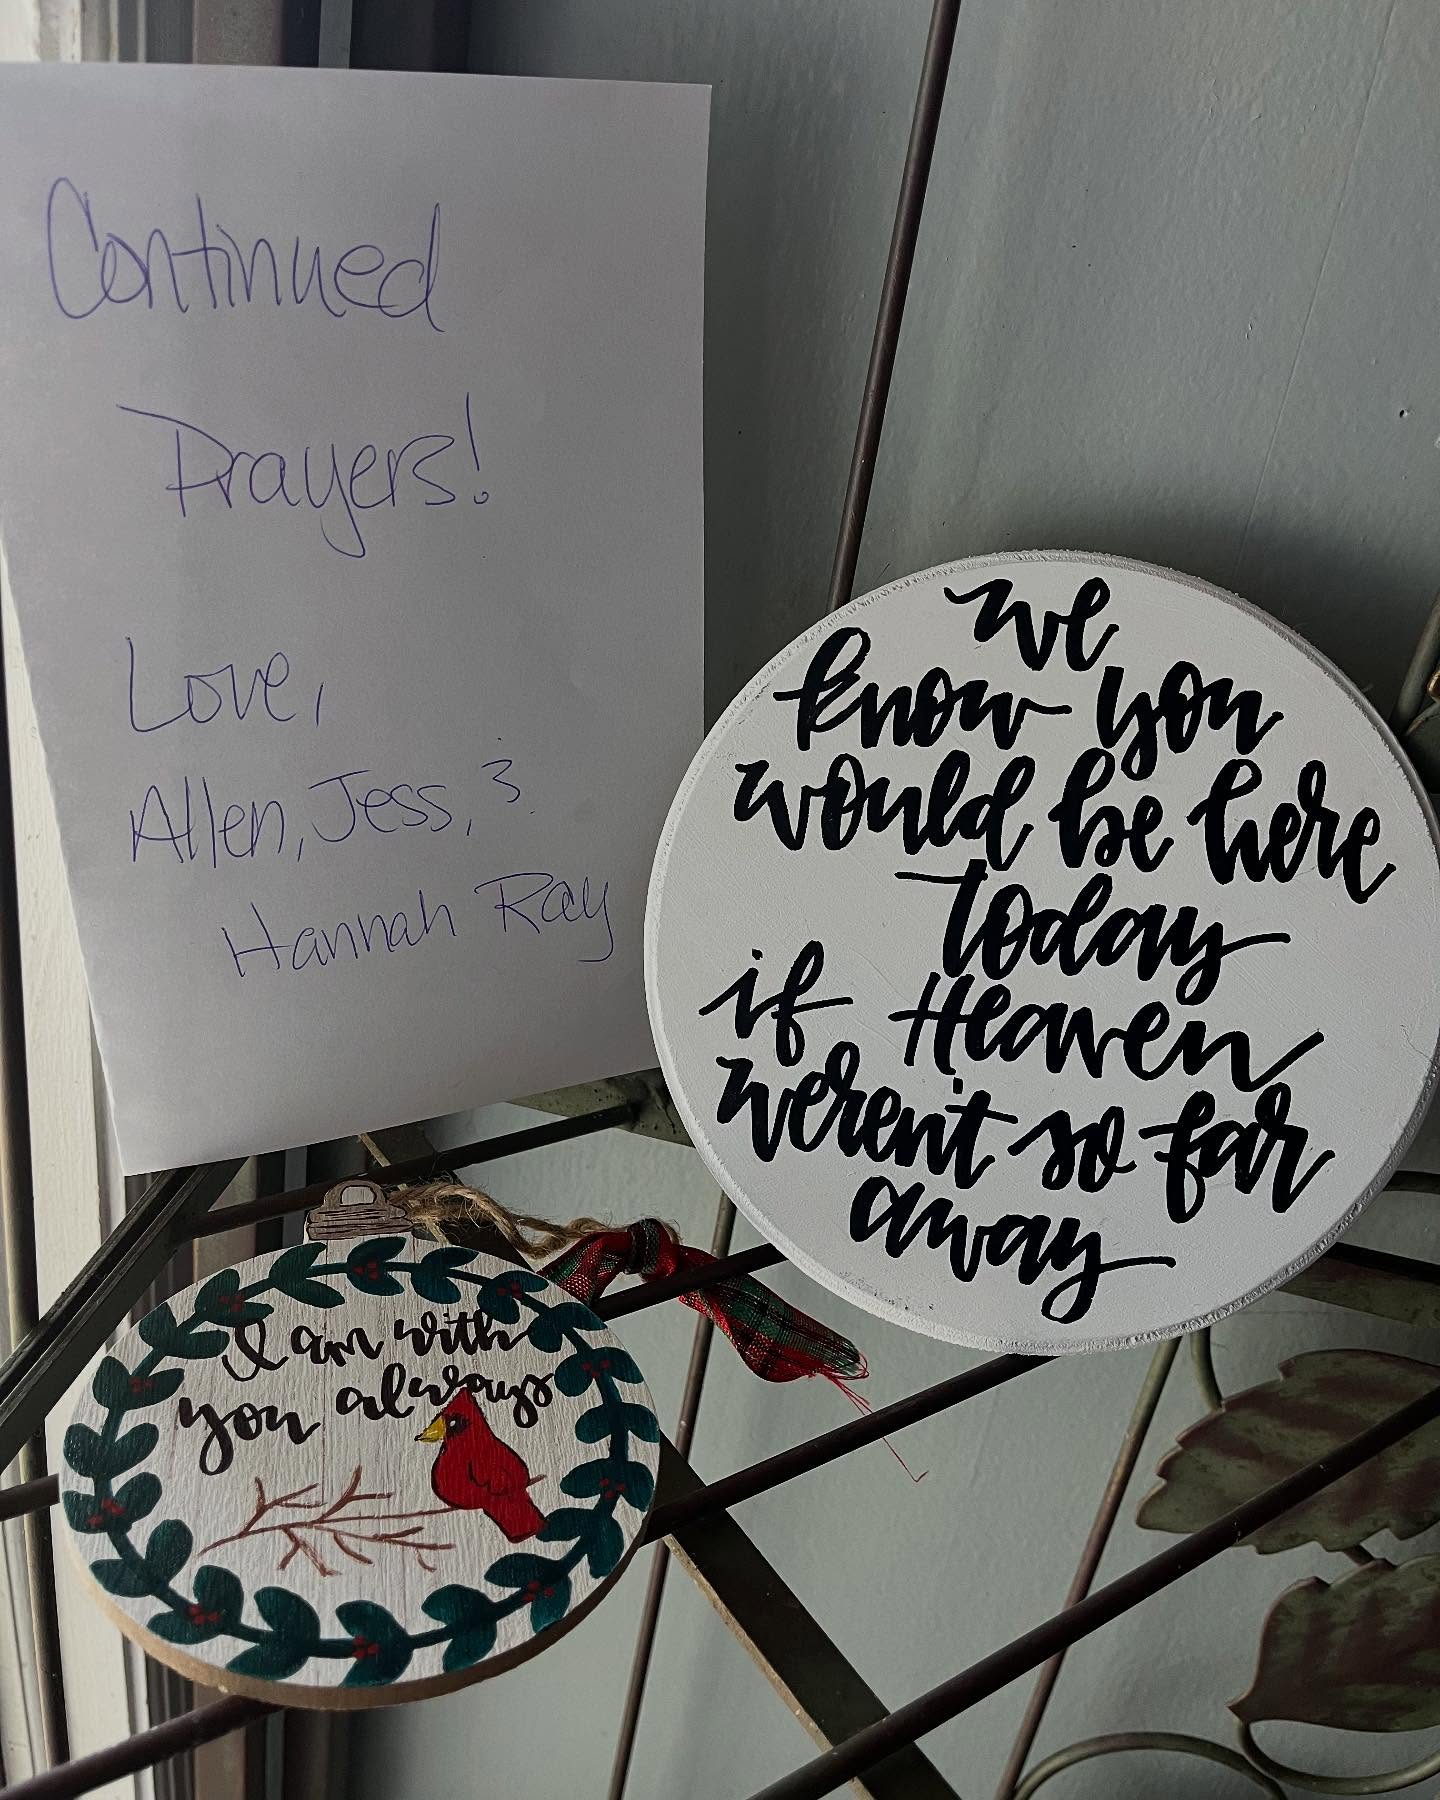 Continued
Prayers!
Love,
Allen, Jess, &
Hannah Ray
we
know you
would be here
today
if Heaven
weren't so far
away
I am with
you always